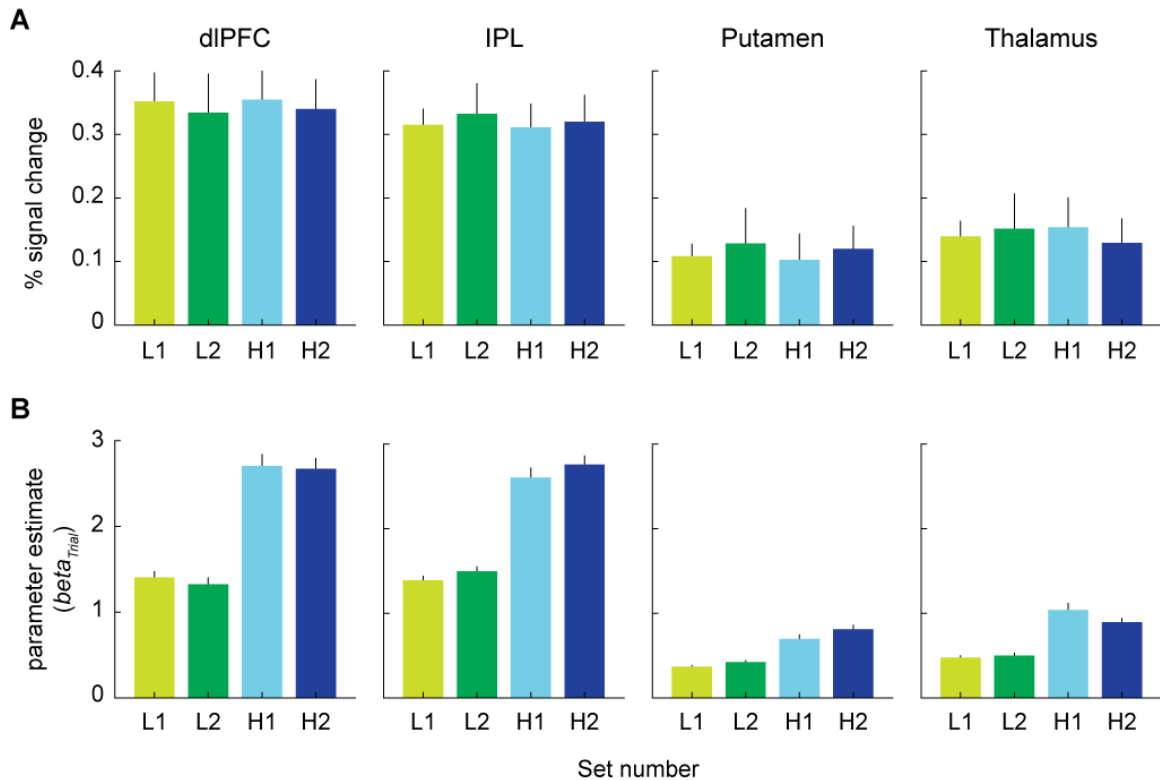 A
dlPFC IPL Putamen Thalamus
% signal change
0.4
0.3
0.2
0.1
0
L1 L2 H1 H2 L1 L2 H1 H2 L1 L2 H1 H2 L1 L2 H1 H2
B
parameter estimate
(beta_Trial)
3
2
1
0
L1 L2 H1 H2 L1 L2 H1 H2 L1 L2 H1 H2 L1 L2 H1 H2
Set number